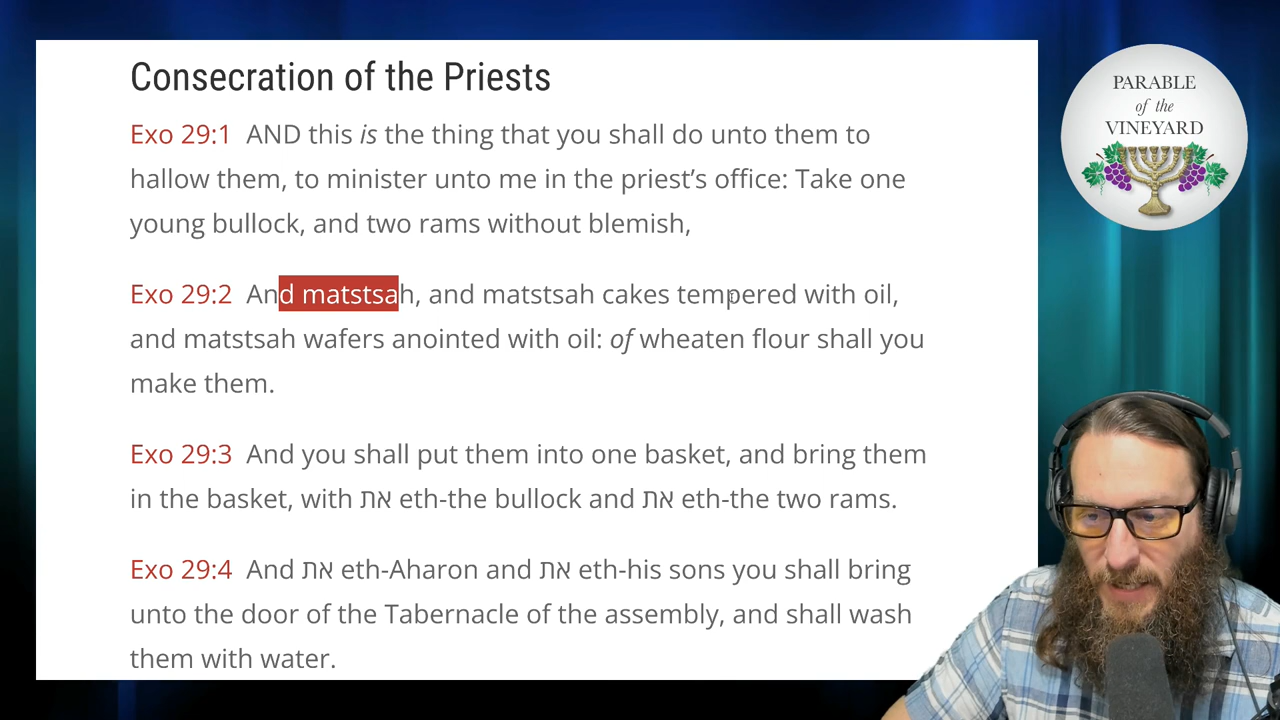 Consecration of the Priests
Exo 29:1 AND this is the thing that you shall do unto them to
hallow them, to minister unto me in the priest’s office: Take one
young bullock, and two rams without blemish,
Exo 29:2 And matstsah, and matstsah cakes tempered with oil,
and matstsah wafers anointed with oil: of wheaten flour shall you
make them.
Exo 29:3 And you shall put them into one basket, and bring them
in the basket, with את eth-the bullock and את eth-the two rams.
Exo 29:4 And את eth-Aharon and את eth-his sons you shall bring
unto the door of the Tabernacle of the assembly, and shall wash
them with water.
PARABLE
of the
VINEYARD